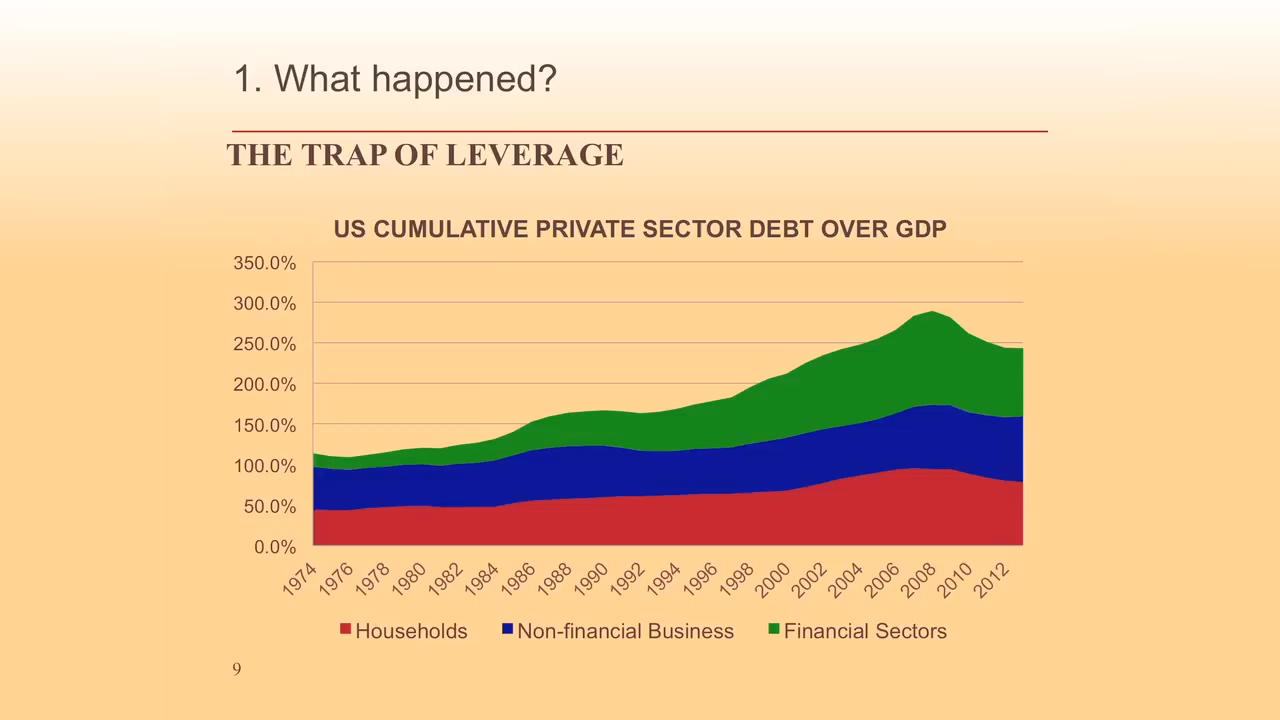 1. What happened?
THE TRAP OF LEVERAGE
US CUMULATIVE PRIVATE SECTOR DEBT OVER GDP
350.0%
300.0%
250.0%
200.0%
150.0%
100.0%
50.0%
0.0%
1974 1976 1978 1980 1982 1984 1986 1988 1990 1992 1994 1996 1998 2000 2002 2004 2006 2008 2010 2012
Households Non-financial Business Financial Sectors
9